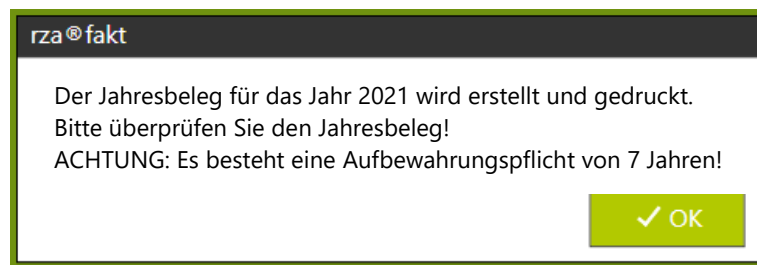 rza®fakt
Der Jahresbeleg für das Jahr 2021 wird erstellt und gedruckt.
Bitte überprüfen Sie den Jahresbeleg!
ACHTUNG: Es besteht eine Aufbewahrungspflicht von 7 Jahren!
✓ OK